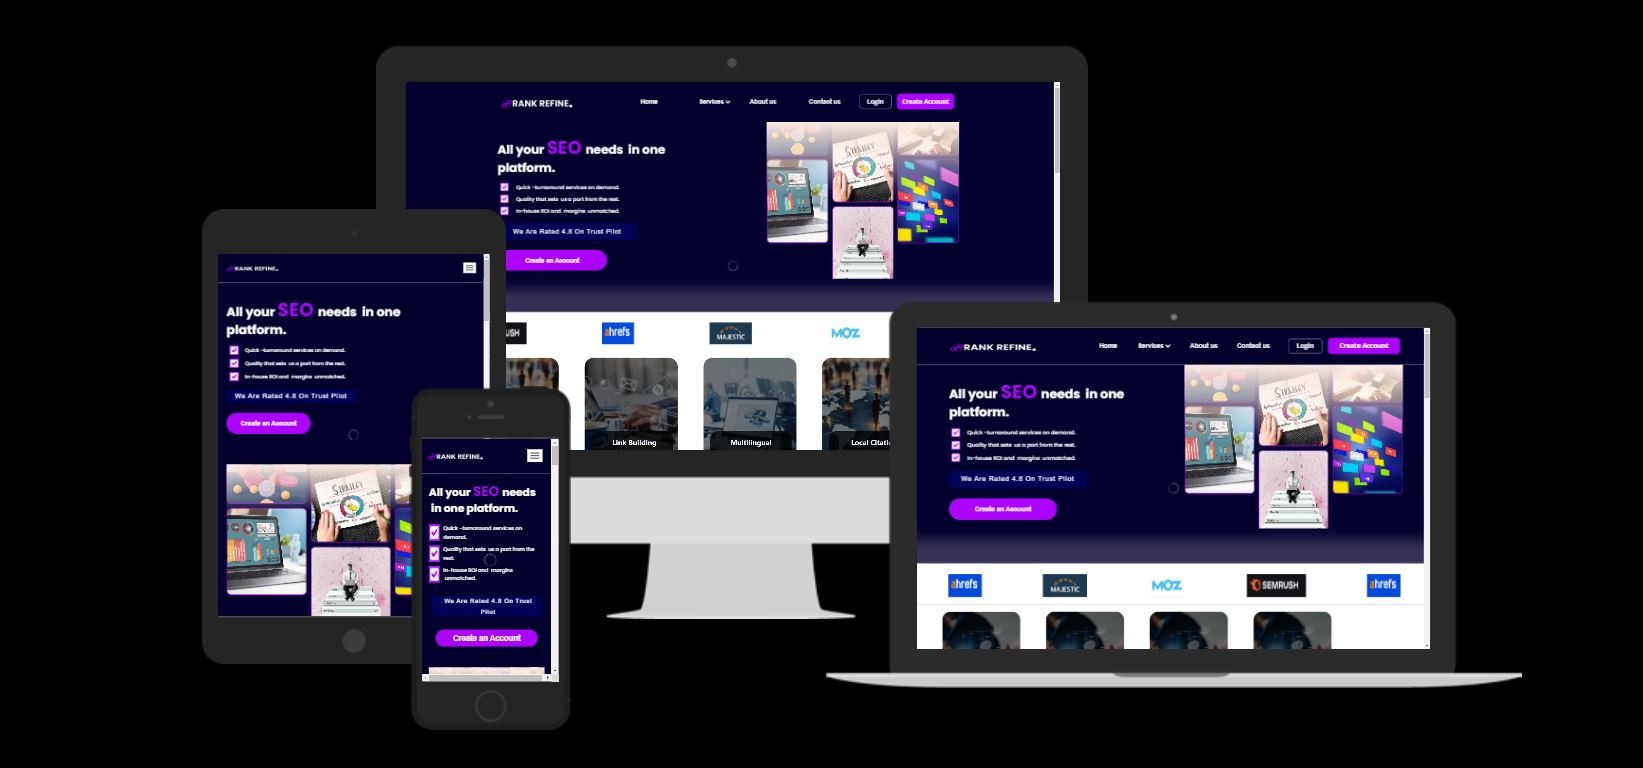 RANK REFINE.
Home
Services
About us
Contact us
Login
Create Account
All your SEO needs in one
platform.
Quick -turnaround services on demand.
Quality that sets us a part from the rest.
In-house ROI and margins unmatched.
We Are Rated 4.8 On Trust Pilot
Create an Account
STRATEGY
USH
ahrefs
MAJESTIC
MOZ
Link Building
Multilingual
Local Citatio
RANK REFINE.
All your SEO needs in one
platform.
Quick -turnaround services on demand.
Quality that sets us a part from the rest.
In-house ROI and margins unmatched.
We Are Rated 4.8 On Trust Pilot
Create an Account
STRATEGY
RANK REFINE.
All your SEO needs
in one platform.
Quick -turnaround services on
demand.
Quality that sets us a part from the
rest.
In-house ROI and margins
unmatched.
We Are Rated 4.8 On Trust
Pilot
Create an Account
RANK REFINE.
Home
Services
About us
Contact us
Login
Create Account
All your SEO needs in one
platform.
Quick -turnaround services on demand.
Quality that sets us a part from the rest.
In-house ROI and margins unmatched.
We Are Rated 4.8 On Trust Pilot
Create an Account
STRATEGY
ahrefs
MAJESTIC
MOZ
SEMRUSH
ahrefs